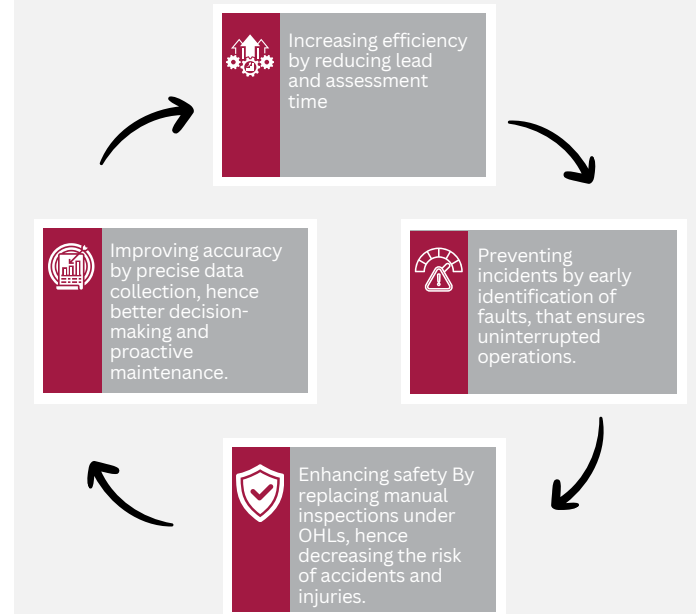 Increasing efficiency
by reducing lead
and assessment
time
Preventing
incidents by early
identification of
faults, that ensures
uninterrupted
operations.
Enhancing safety By
replacing manual
inspections under
OHLs, hence
decreasing the risk
of accidents and
injuries.
Improving accuracy
by precise data
collection, hence
better decision-
making and
proactive
maintenance.